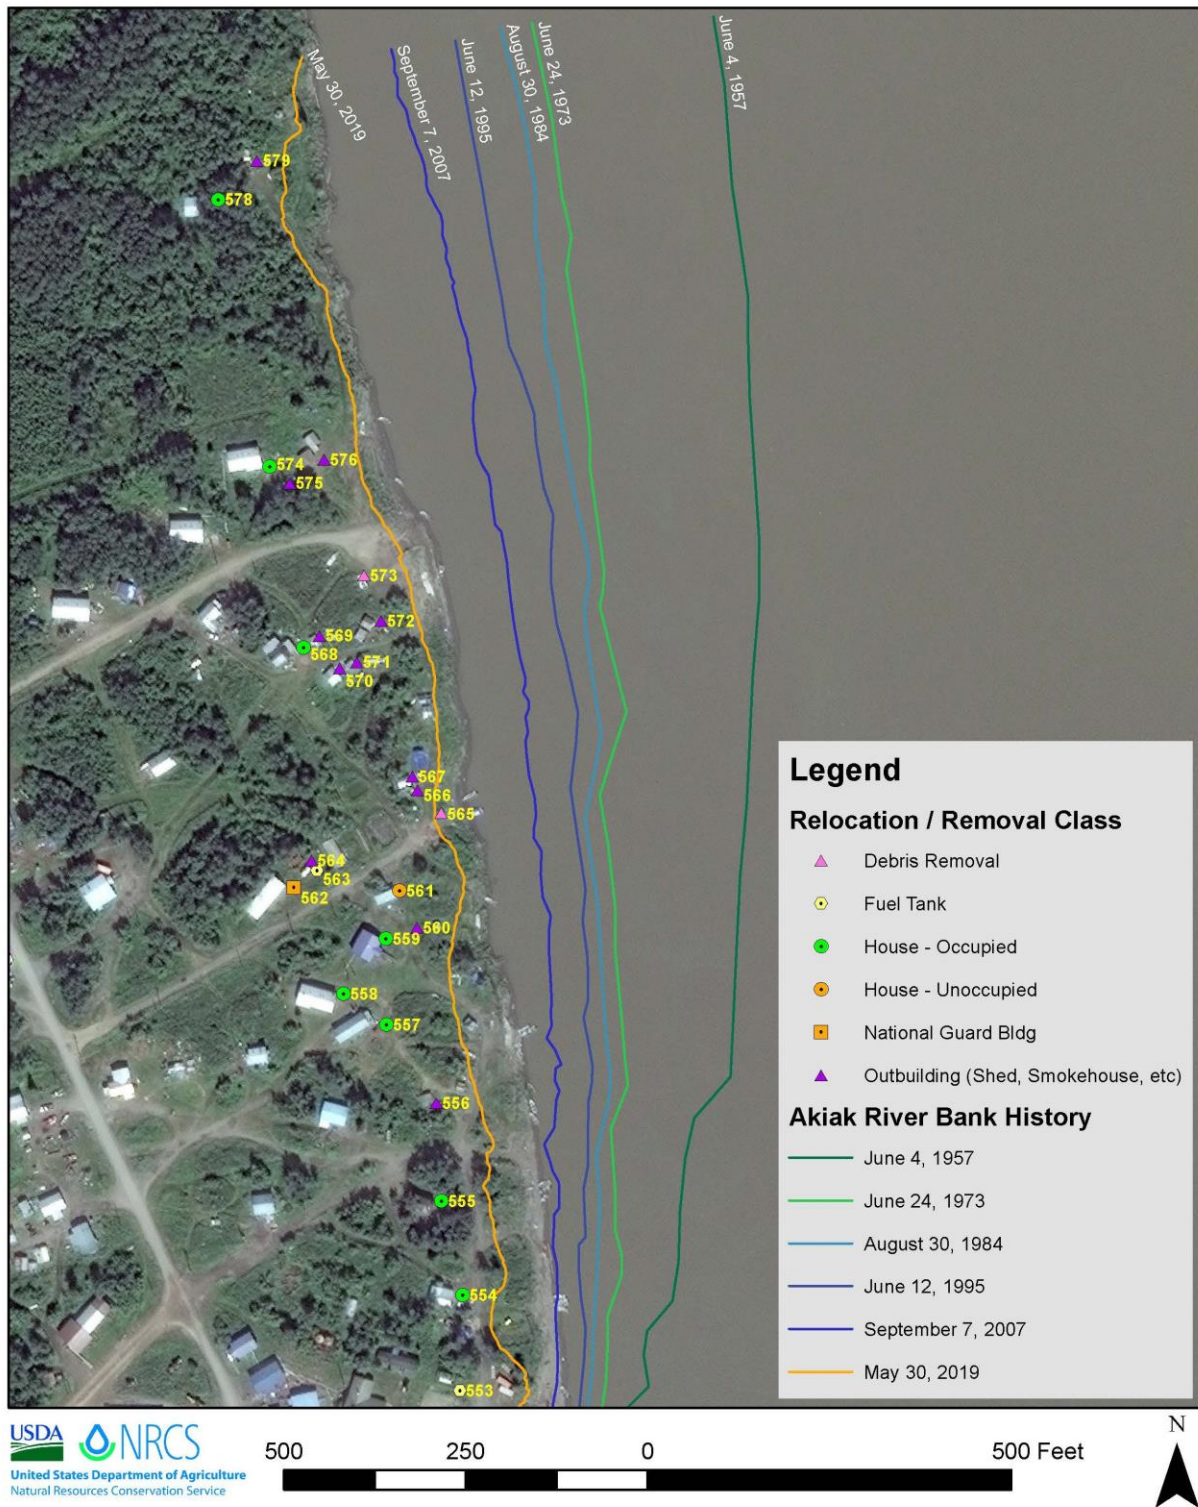 May 30, 2019
September 7, 2007
June 12, 1995
August 30, 1984
June 24, 1973
June 4, 1957
579
578
574
576
575
573
572
569
568
571
570
567
566
565
564
563
562
561
560
559
558
557
556
555
554
553
Legend
Relocation / Removal Class
Debris Removal
Fuel Tank
House - Occupied
House - Unoccupied
National Guard Bldg
Outbuilding (Shed, Smokehouse, etc)
Akiak River Bank History
June 4, 1957
June 24, 1973
August 30, 1984
June 12, 1995
September 7, 2007
May 30, 2019
USDA NRCS
United States Department of Agriculture
Natural Resources Conservation Service
500 250 0 500 Feet
N